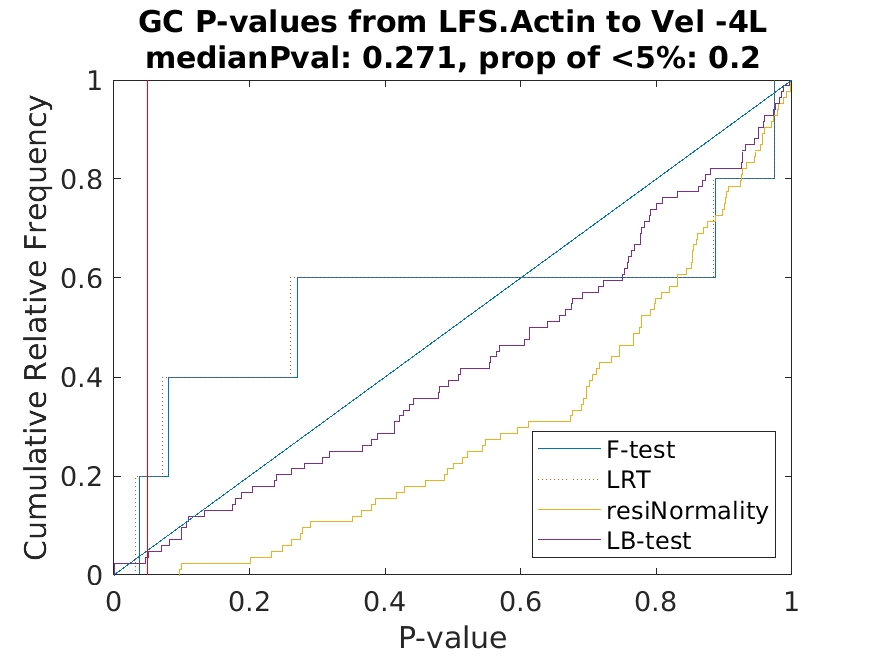 GC P-values from LFS.Actin to Vel -4L
medianPval: 0.271, prop of <5%: 0.2
1
0.8
0.6
0.4
0.2
0
Cumulative Relative Frequency
F-test
LRT
resiNormality
LB-test
0 0.2 0.4 0.6 0.8 1
P-value